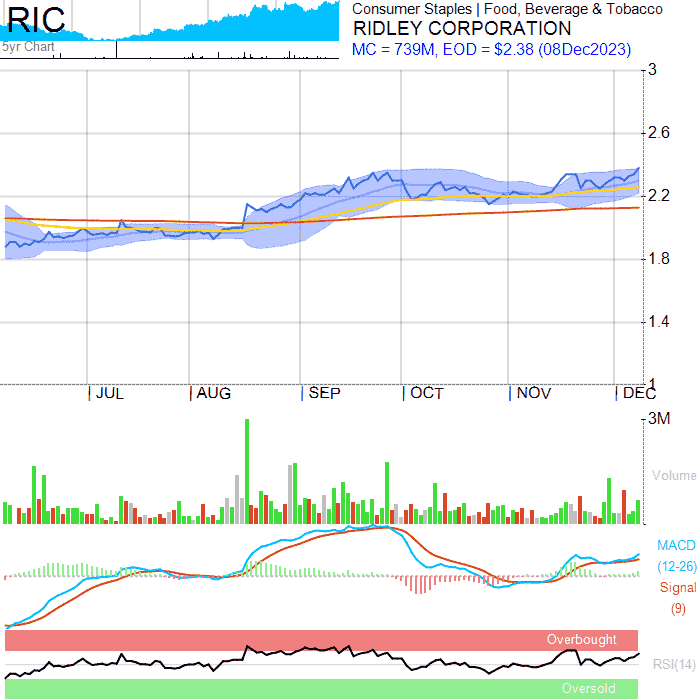 RIC
5yr Chart
Consumer Staples | Food, Beverage & Tobacco
RIDLEY CORPORATION
MC = 739M, EOD = $2.38 (08Dec2023)
3
2.6
2.2
1.8
1.4
1
JUL AUG SEP OCT NOV DEC
3M
Volume
MACD
(12-26)
Signal
(9)
Overbought
RSI(14)
Oversold